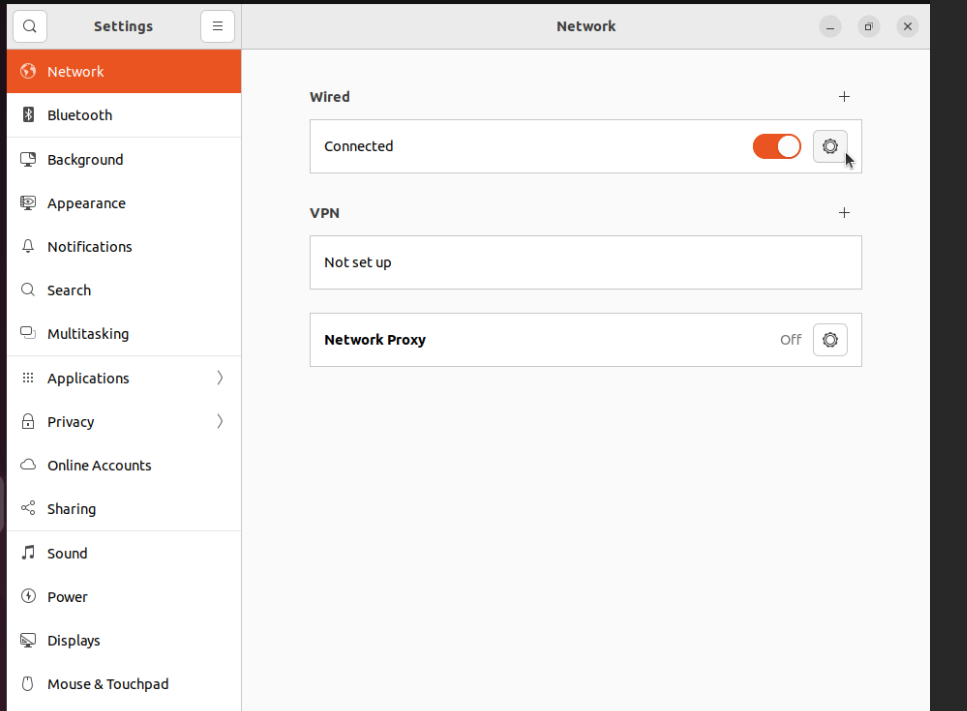 Settings
Network
Network
Bluetooth
Background
Appearance
Notifications
Search
Multitasking
Applications
Privacy
Online Accounts
Sharing
Sound
Power
Displays
Mouse & Touchpad
Wired
Connected
VPN
Not set up
Network Proxy Off